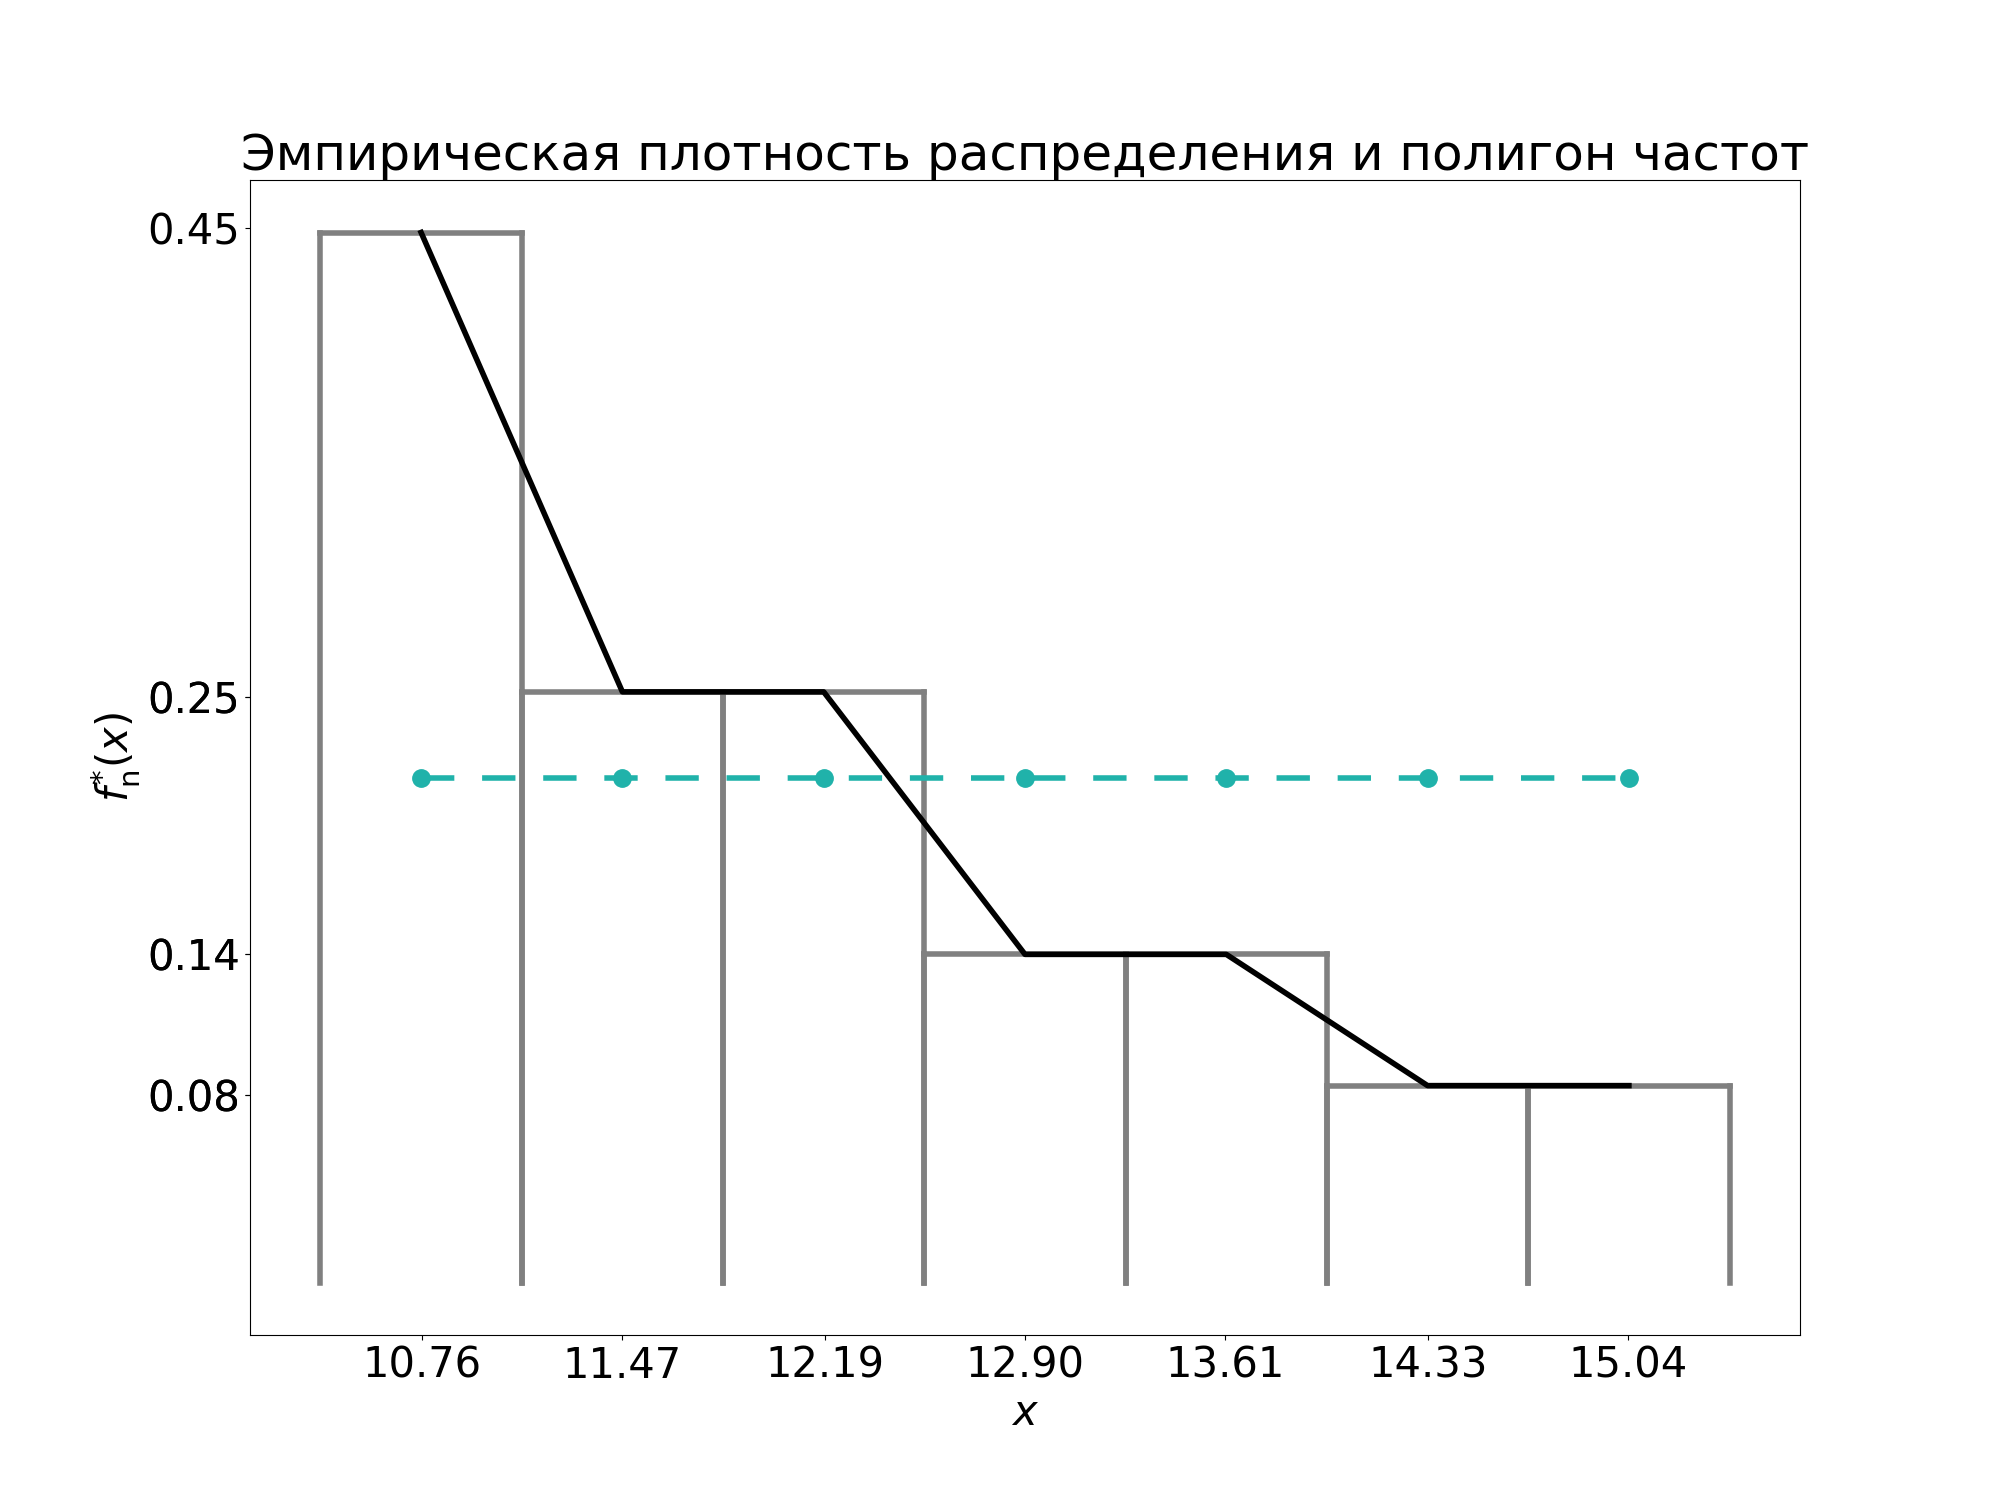 Эмпирическая плотность распределения и полигон частот
0.45
0.25
0.14
0.08
f*n(x)
10.76 11.47 12.19 12.90 13.61 14.33 15.04
x